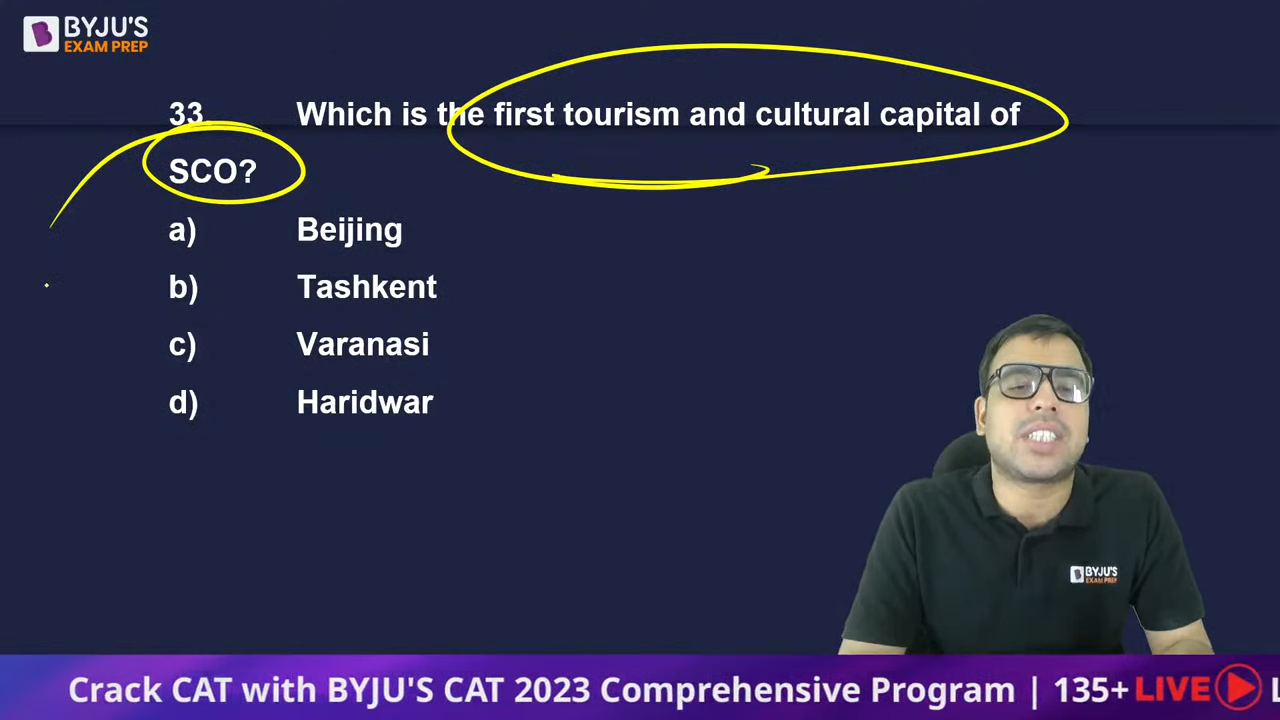 BYJU'S
EXAM PREP
33. Which is the first tourism and cultural capital of
SCO?
a) Beijing
b) Tashkent
c) Varanasi
d) Haridwar
BYJU'S
EXAM PREP
Crack CAT with BYJU'S CAT 2023 Comprehensive Program | 135+ LIVE L